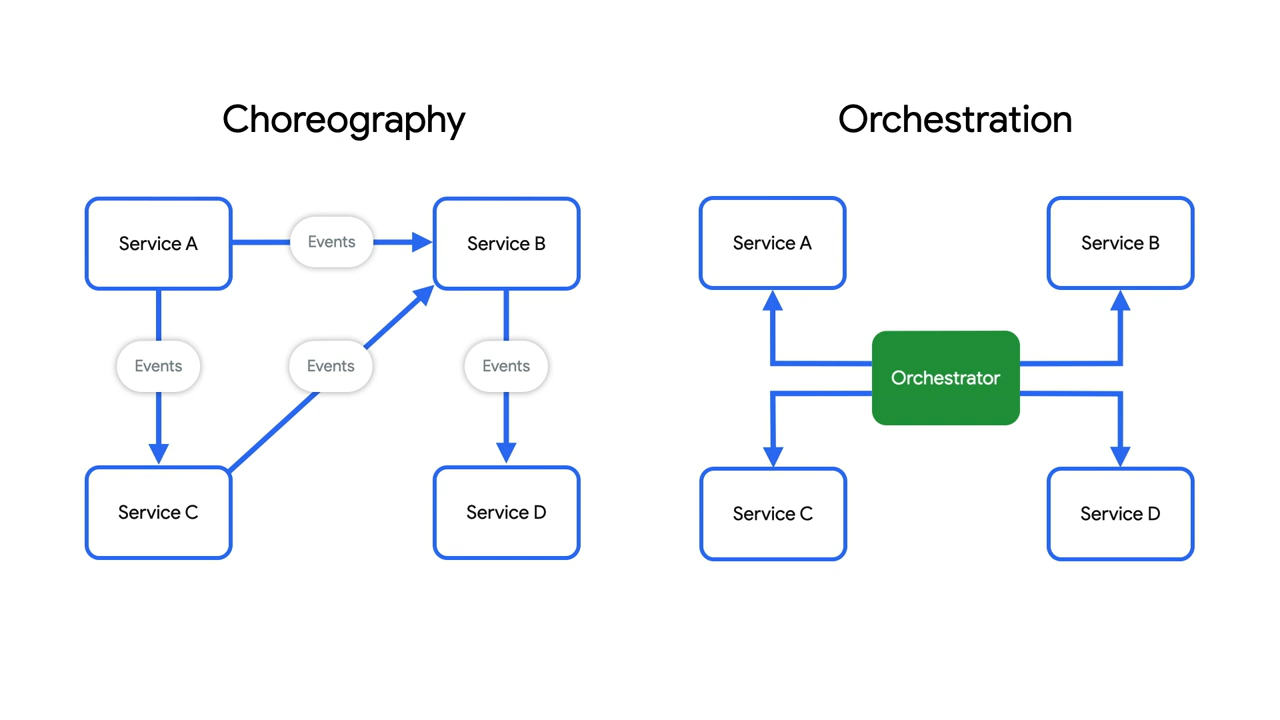 Choreography
Service A
Events
Service B
Events
Events
Events
Service C
Service D
Orchestration
Service A
Service B
Orchestrator
Service C
Service D